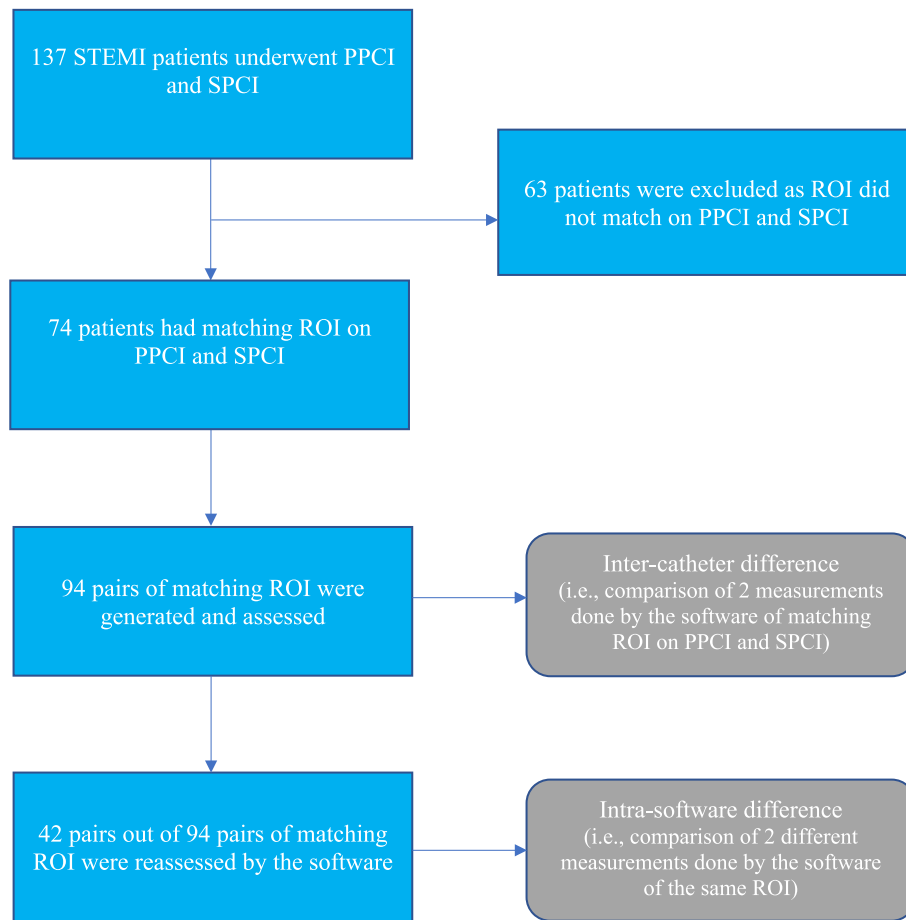 137 STEMI patients underwent PPCI
and SPCI
63 patients were excluded as ROI did
not match on PPCI and SPCI
74 patients had matching ROI on
PPCI and SPCI
94 pairs of matching ROI were
generated and assessed
Inter-catheter difference
(i.e., comparison of 2 measurements
done by the software of matching
ROI on PPCI and SPCI)
42 pairs out of 94 pairs of matching
ROI were reassessed by the software
Intra-software difference
(i.e., comparison of 2 different
measurements done by the software
of the same ROI)